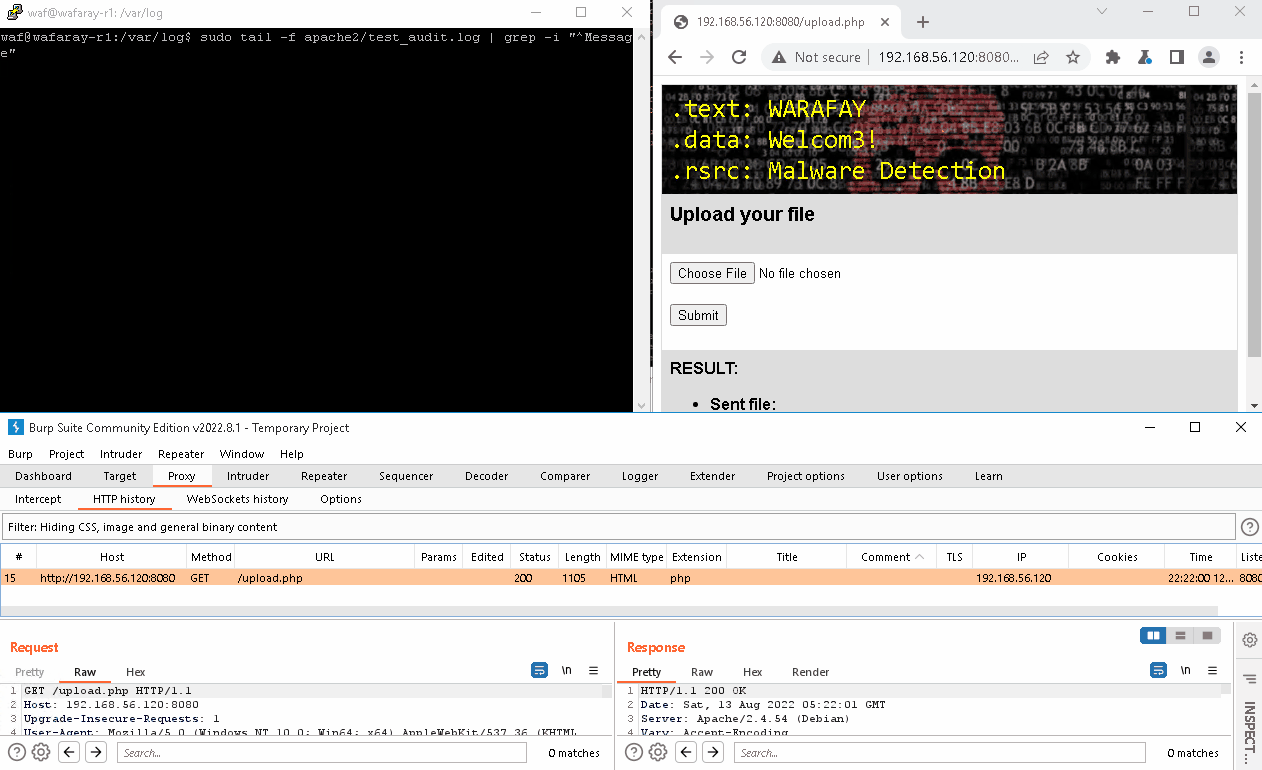 waf@wafaray-r1: /var/log
waf@wafaray-r1:/var/log$ sudo tail -f apache2/test_audit.log | grep -i "^Messag
e"
192.168.56.120:8080/upload.php
Not secure
192.168.56.120:8080...
.text: WARAFAY
.data: Welcom3!
.rsrc: Malware Detection
Upload your file
Choose File No file chosen
Submit
RESULT:
• Sent file:
Burp Suite Community Edition v2022.8.1 - Temporary Project
Burp Project Intruder Repeater Window Help
Dashboard Target Proxy Intruder Repeater Sequencer Decoder Comparer Logger Extender Project options User options Learn
Intercept HTTP history WebSockets history Options
Filter: Hiding CSS, image and general binary content
# Host Method URL Params Edited Status Length MIME type Extension Title Comment TLS IP Cookies Time Liste
15 http://192.168.56.120:8080 GET /upload.php 200 1105 HTML php 192.168.56.120 22:22:00 12... 8080
Request
Pretty Raw Hex \n
1 GET /upload.php HTTP/1.1
2 Host: 192.168.56.120:8080
3 Upgrade-Insecure-Requests: 1
4 User-Agent: Mozilla/5.0 (Windows NT 10.0; Win64; x64) AppleWebKit/537.36 (KHTML
Search... 0 matches
Response
Pretty Raw Hex Render \n
1 HTTP/1.1 200 OK
2 Date: Sat, 13 Aug 2022 05:22:01 GMT
3 Server: Apache/2.4.54 (Debian)
4 Vary: Accept-Encoding
Search... 0 matches
INSPECT...